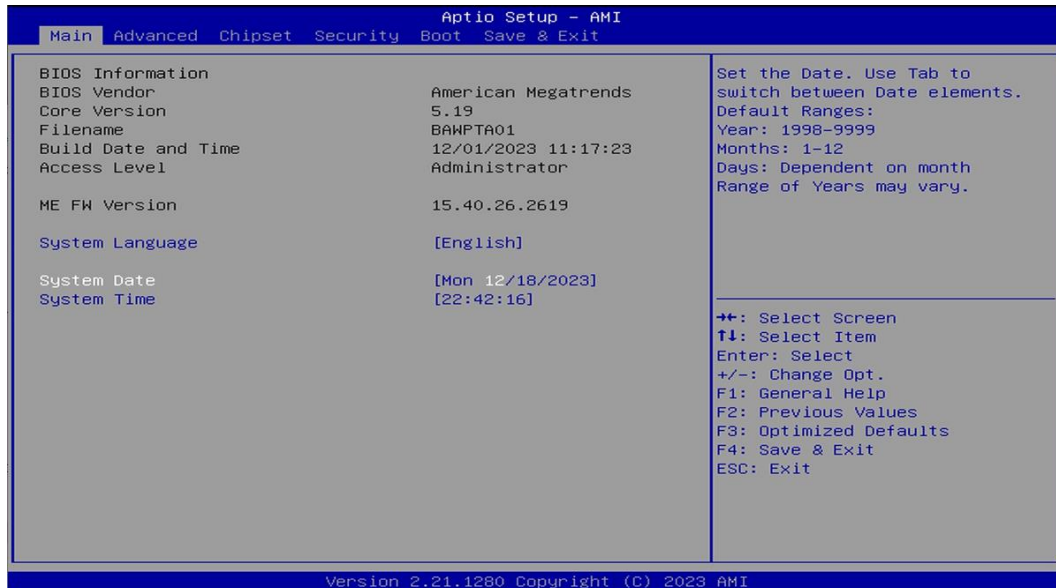 Aptio Setup – AMI
Main Advanced Chipset Security Boot Save & Exit
BIOS Information
BIOS Vendor American Megatrends
Core Version 5.19
Filename BAWPTA01
Build Date and Time 12/01/2023 11:17:23
Access Level Administrator
ME FW Version 15.40.26.2619
System Language [English]
System Date [Mon 12/18/2023]
System Time [22:42:16]
Set the Date. Use Tab to
switch between Date elements.
Default Ranges:
Year: 1998-9999
Months: 1-12
Days: Dependent on month
Range of Years may vary.
→←: Select Screen
↑↓: Select Item
Enter: Select
+/-: Change Opt.
F1: General Help
F2: Previous Values
F3: Optimized Defaults
F4: Save & Exit
ESC: Exit
Version 2.21.1280 Copyright (C) 2023 AMI